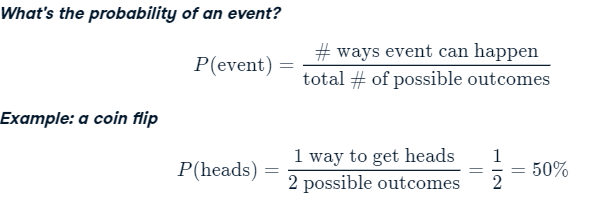 What's the probability of an event?
P(event) = # ways event can happen / total # of possible outcomes
Example: a coin flip
P(heads) = 1 way to get heads / 2 possible outcomes = 1/2 = 50%